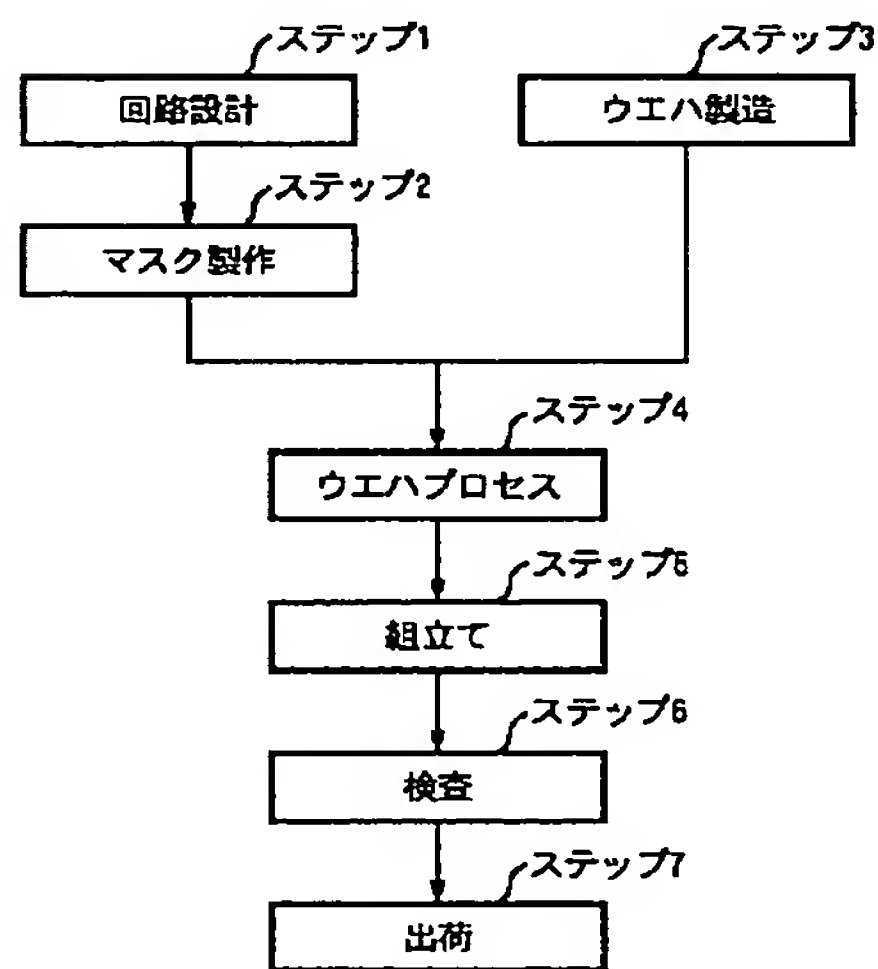 ステップ1
回路設計
ステップ2
マスク製作
ステップ3
ウエハ製造
ステップ4
ウエハプロセス
ステップ5
組立て
ステップ6
検査
ステップ7
出荷